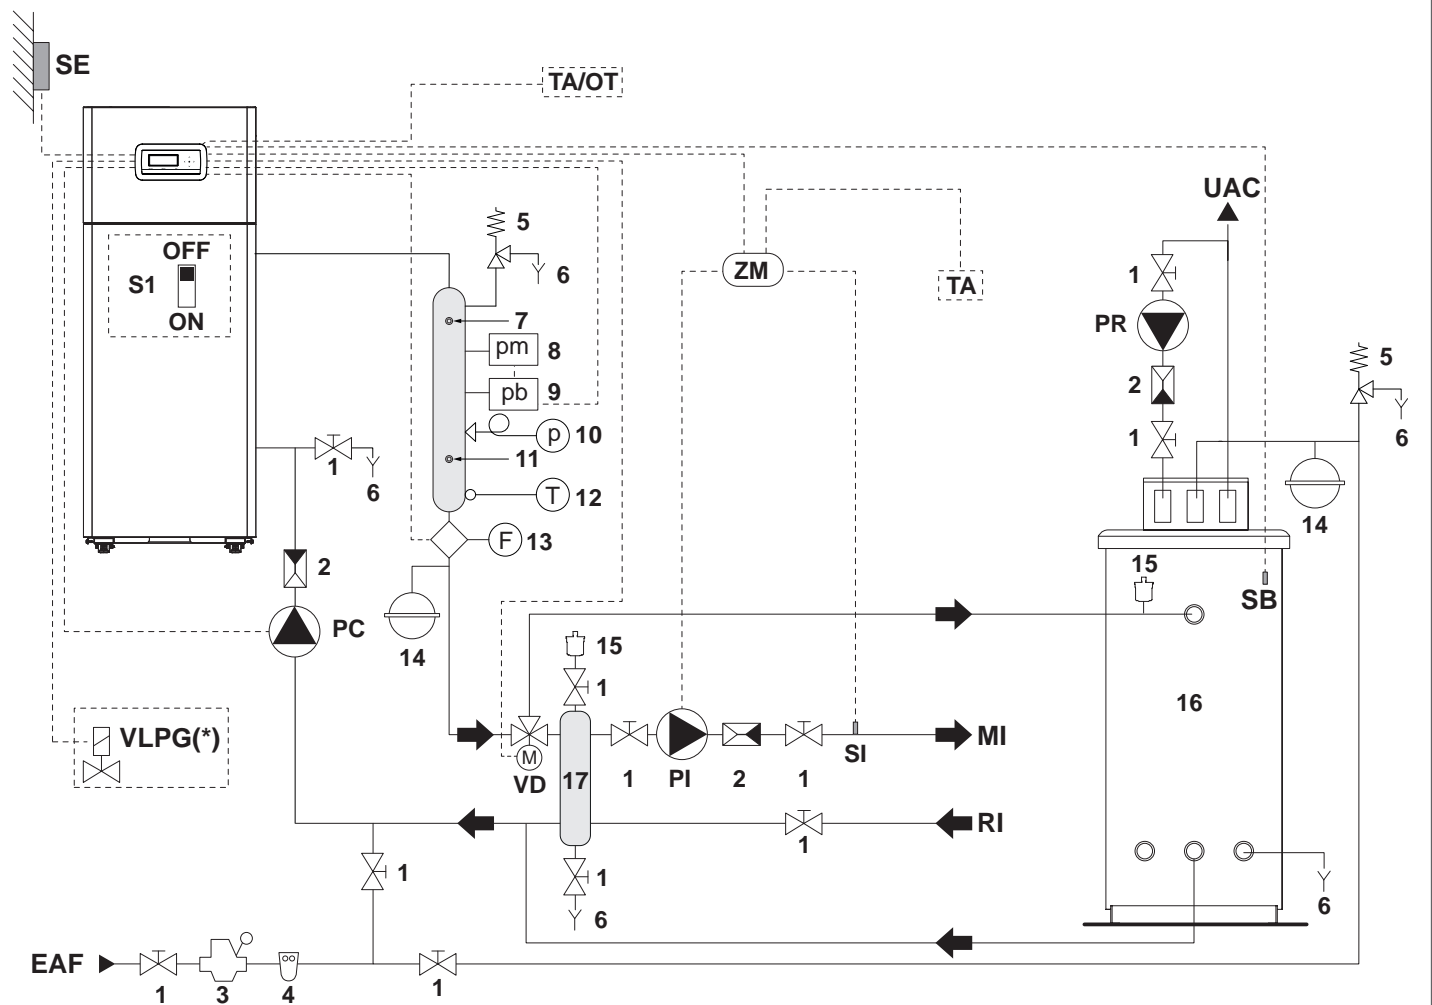 SE
TA/OT
UAC
OFF
S1
ON
5
6
ZM
TA
1
PR
7
pm 8
pb 9
2
5
6
p 10
1
1
6
11
T 12
14
F 13
2
15
SB
PC
14
15
1
16
VLPG(*)
M
VD
17
1
PI
2
1
SI
MI
RI
1
1
1
6
6
EAF
1
3
4
1